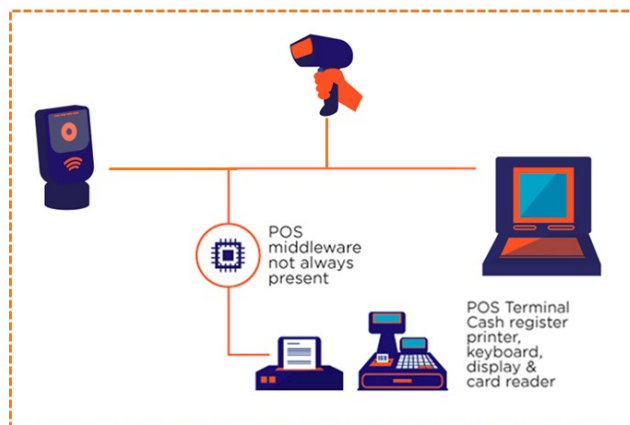 POS
middleware
not always
present
POS Terminal
Cash register
printer,
keyboard,
display &
card reader